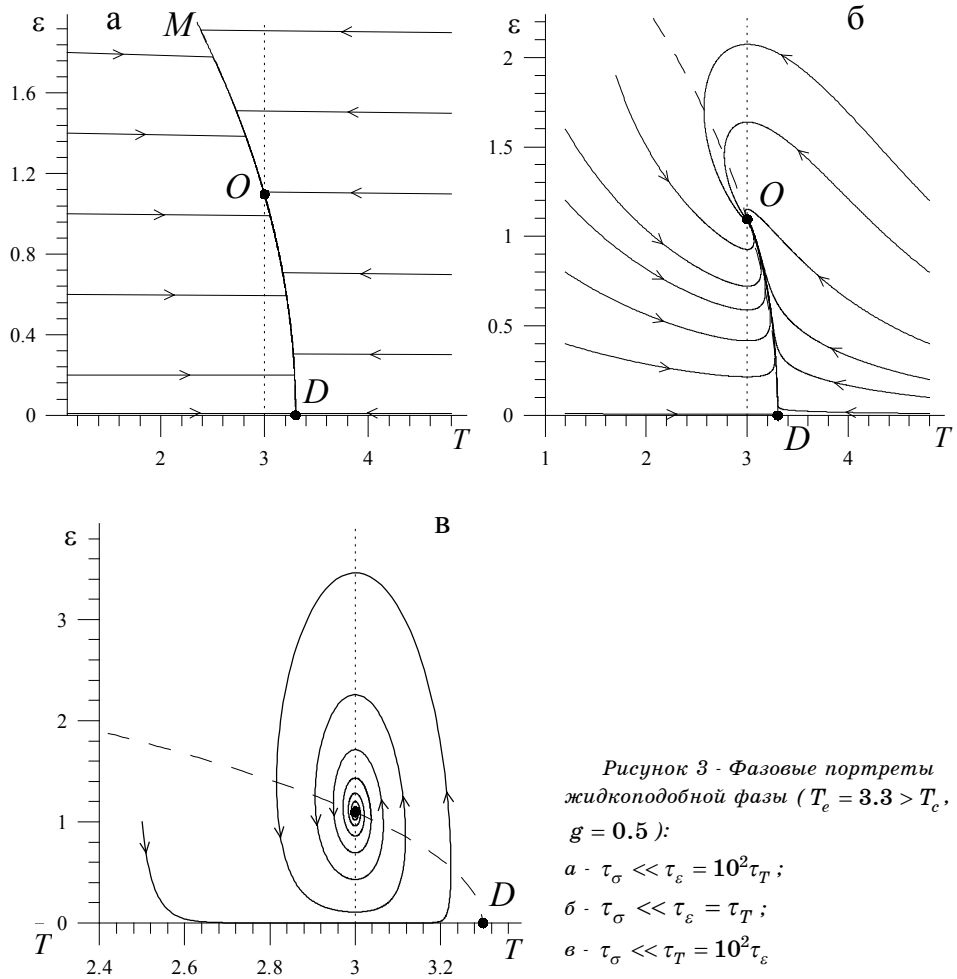 ε
а
M
1.6
1.2
O
0.8
0.4
D
0
T
2
3
4
б
2
1.5
O
1
ε
0.5
0
D
T
1
2
3
4
в
ε
3
2
1
D
0
T
T
2.4
2.6
2.8
3
3.2
Рисунок 3 - Фазовые портреты
жидкоподобной фазы ( Tₑ = 3.3 > T_c ,
g = 0.5 ):
а - τ_σ << τ_ε = 10²τ_T ;
б - τ_σ << τ_ε = τ_T ;
в - τ_σ << τ_T = 10²τ_ε